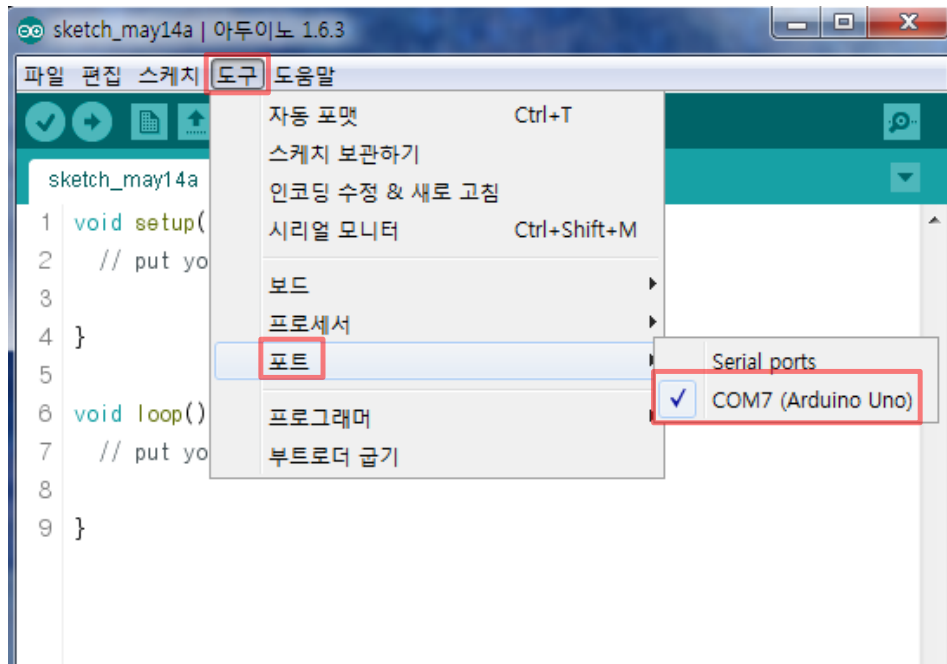 sketch_may14a | 아두이노 1.6.3
파일 편집 스케치 도구 도움말
자동 포맷 Ctrl+T
스케치 보관하기
인코딩 수정 & 새로 고침
시리얼 모니터 Ctrl+Shift+M
보드
프로세서
포트
프로그래머
부트로더 굽기
Serial ports
COM7 (Arduino Uno)
sketch_may14a
1 void setup(
2 // put yo
3
4 }
5
6 void loop()
7 // put yo
8
9 }